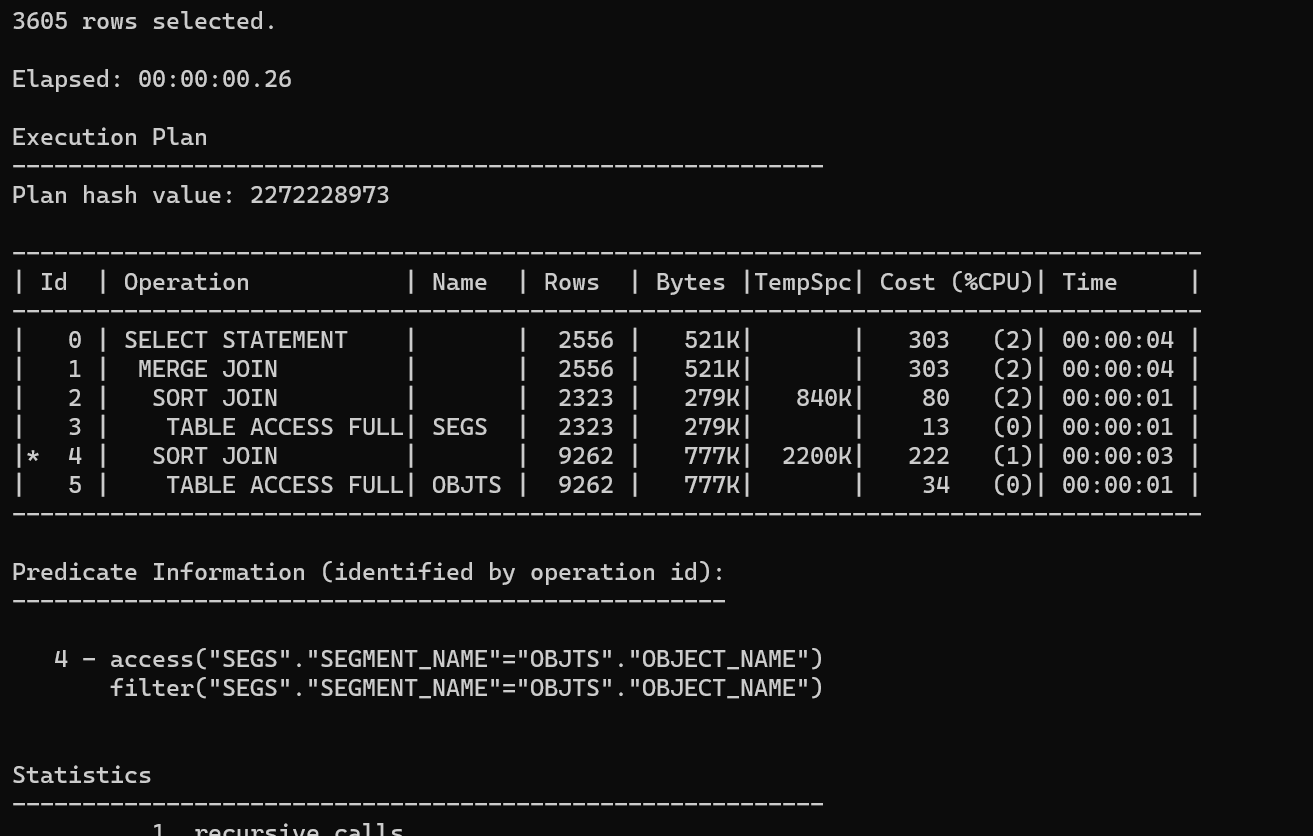 3605 rows selected.
Elapsed: 00:00:00.26
Execution Plan
----------------------------------------------------------
Plan hash value: 2272228973
-------------------------------------------------------------------------------------
| Id  | Operation           | Name  | Rows  | Bytes |TempSpc| Cost (%CPU)| Time     |
-------------------------------------------------------------------------------------
|   0 | SELECT STATEMENT    |       |  2556 |   521K|       |   303   (2)| 00:00:04 |
|   1 |  MERGE JOIN         |       |  2556 |   521K|       |   303   (2)| 00:00:04 |
|   2 |   SORT JOIN         |       |  2323 |   279K|   840K|    80   (2)| 00:00:01 |
|   3 |    TABLE ACCESS FULL| SEGS  |  2323 |   279K|       |    13   (0)| 00:00:01 |
|*  4 |   SORT JOIN         |       |  9262 |   777K|  2200K|   222   (1)| 00:00:03 |
|   5 |    TABLE ACCESS FULL| OBJTS |  9262 |   777K|       |    34   (0)| 00:00:01 |
-------------------------------------------------------------------------------------
Predicate Information (identified by operation id):
---------------------------------------------------
   4 - access("SEGS"."SEGMENT_NAME"="OBJTS"."OBJECT_NAME")
       filter("SEGS"."SEGMENT_NAME"="OBJTS"."OBJECT_NAME")
Statistics
----------------------------------------------------------
          1  recursive calls